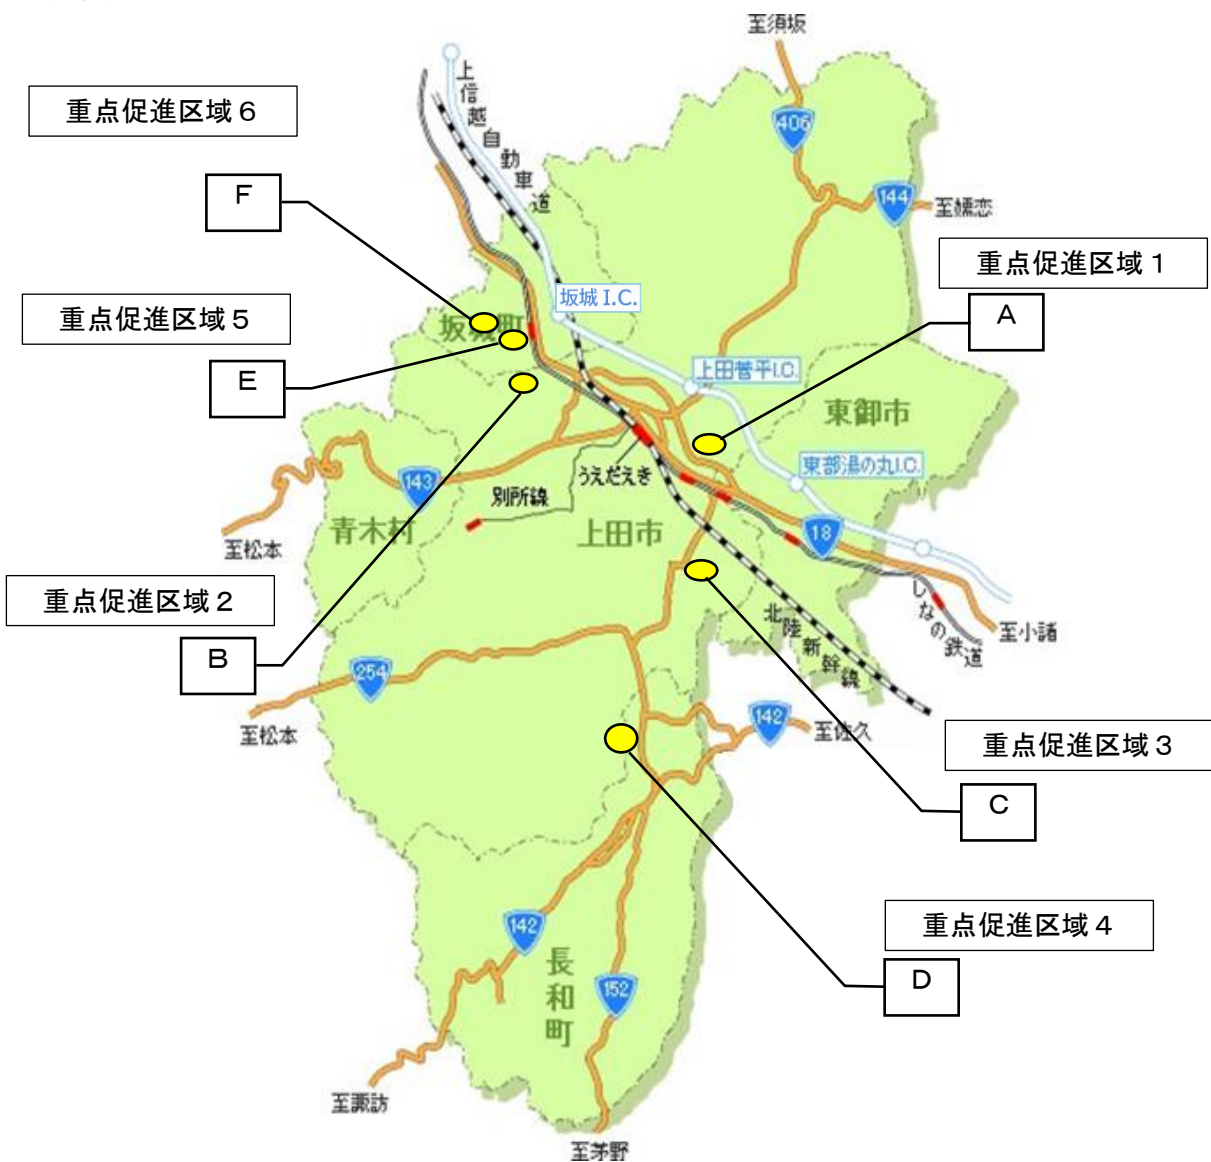 至須坂
上信越自動車道
重点促進区域６
406
F
144
至嬬恋
重点促進区域１
坂城 I.C.
A
重点促進区域５
坂城町
E
上田菅平I.C.
東御市
うえだえき
東部湯の丸I.C.
143
別所線
青木村
上田市
18
至松本
重点促進区域２
しなの鉄道
至小諸
北陸新幹線
B
254
142
至佐久
至松本
重点促進区域３
C
重点促進区域４
142
長和町
D
152
至諏訪
至茅野